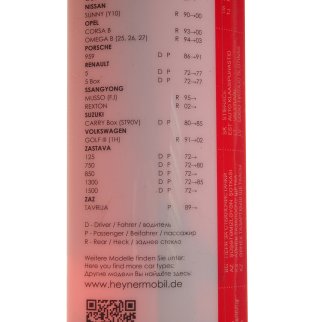 NISSAN
SUNNY (Y10) R 90→00
OPEL
CORSA B R 93→00
OMEGA B (25, 26, 27) R 94→03
PORSCHE
959 D P 86→91
RENAULT
5 D P 72→77
5 Box D P 72→77
SSANGYONG
MUSSO (FJ) R 95→
REXTON R 02→
SUZUKI
CARRY Box (ST90V) D P 80→85
VOLKSWAGEN
GOLF III (1H) R 91→02
ZASTAVA
125 D P 72→
750 D P 72→80
850 D P 72→85
1300 D P 72→
1500 D P 72→
ZAZ
TAVRIJA P 89→
D - Driver / Fahrer / водитель
P - Passenger / Beifahrer / пассажир
R - Rear / Heck / заднее стекло
Weitere Modelle finden Sie unter:
Here you find more car types:
Другие модели Вы найдёте здесь:
www.heynermobil.de